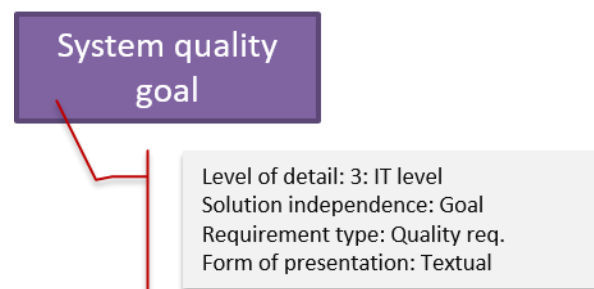 System quality
goal
Level of detail: 3: IT level
Solution independence: Goal
Requirement type: Quality req.
Form of presentation: Textual